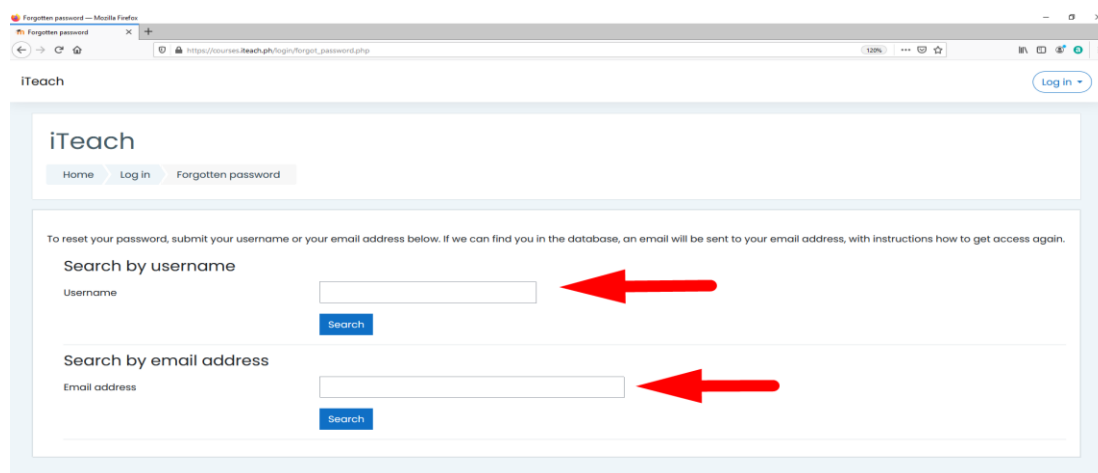 Forgotten password — Mozilla Firefox
Forgotten password
https://courses.iteach.ph/login/forgot_password.php
120%
iTeach
Log in
iTeach
Home Log in Forgotten password
To reset your password, submit your username or your email address below. If we can find you in the database, an email will be sent to your email address, with instructions how to get access again.
Search by username
Username
Search
Search by email address
Email address
Search